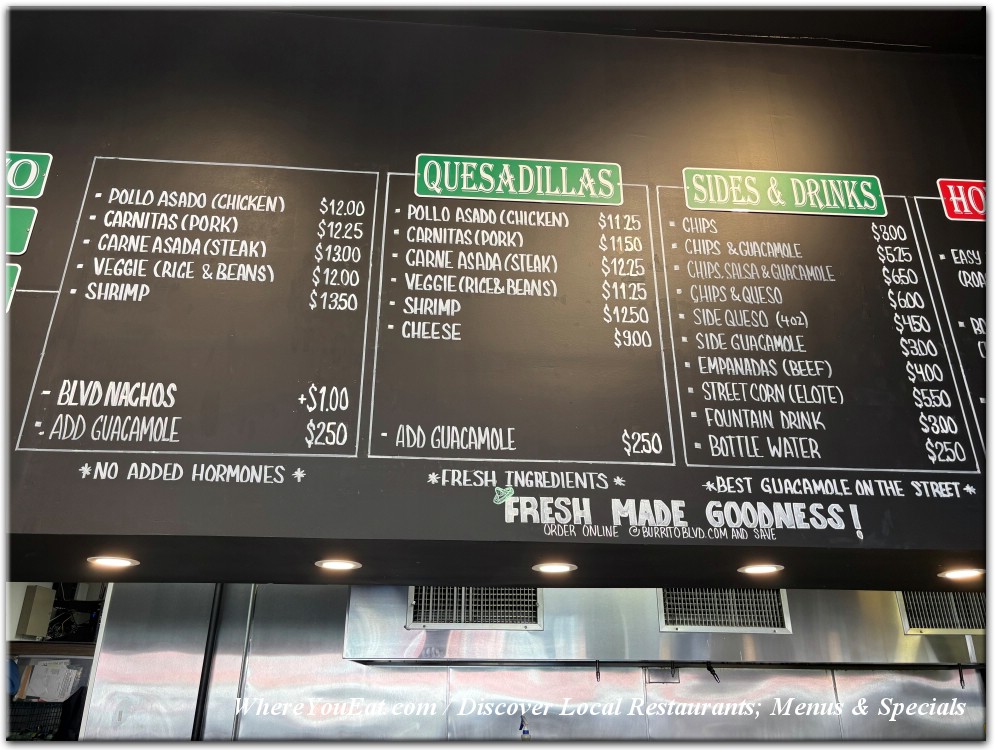 O
- POLLO ASADO (CHICKEN) $12.00
- CARNITAS (PORK) $12.25
- CARNE ASADA (STEAK) $13.00
- VEGGIE (RICE & BEANS) $12.00
- SHRIMP $13.50
- BLVD NACHOS +$1.00
- ADD GUACAMOLE $2.50
*NO ADDED HORMONES *
QUESADILLAS
- POLLO ASADO (CHICKEN) $11.25
- CARNITAS (PORK) $11.50
- CARNE ASADA (STEAK) $12.25
- VEGGIE (RICE & BEANS) $11.25
- SHRIMP $12.50
- CHEESE $9.00
- ADD GUACAMOLE $2.50
*FRESH INGREDIENTS *
SIDES & DRINKS
- CHIPS
- CHIPS & GUACAMOLE $5.25
- CHIPS, SALSA & GUACAMOLE $6.50
- CHIPS & QUESO $6.00
- SIDE QUESO (4oz) $4.50
- SIDE GUACAMOLE $3.00
- EMPANADAS (BEEF) $4.00
- STREET CORN (ELOTE) $5.50
- FOUNTAIN DRINK $3.00
- BOTTLE WATER $2.50
*BEST GUACAMOLE ON THE STREET*
FRESH MADE GOODNESS!
ORDER ONLINE @BURRITOBLVD.COM AND SAVE
HO
- EASY
(ROA
WhereYouEat.com / Discover Local Restaurants; Menus & Specials